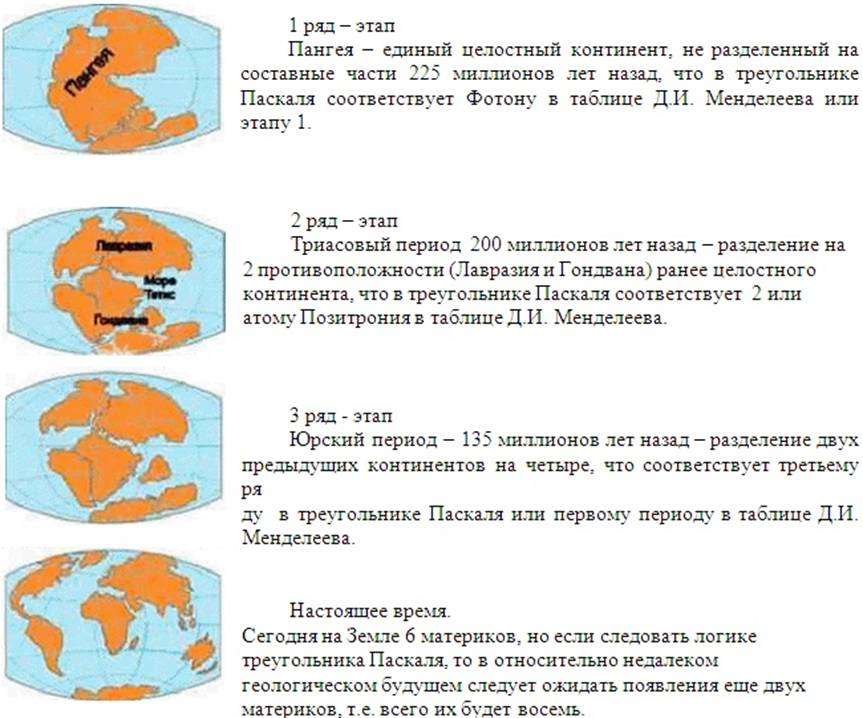 1 ряд – этап
Пангея – единый целостный континент, не разделенный на
составные части 225 миллионов лет назад, что в треугольнике
Паскаля соответствует Фотону в таблице Д.И. Менделеева или
этапу 1.
Пангея
2 ряд – этап
Триасовый период 200 миллионов лет назад – разделение на
2 противоположности (Лавразия и Гондвана) ранее целостного
континента, что в треугольнике Паскаля соответствует 2 или
атому Позитрония в таблице Д.И. Менделеева.
Лавразия
Море
Тетис
Гондвана
3 ряд - этап
Юрский период – 135 миллионов лет назад – разделение двух
предыдущих континентов на четыре, что соответствует третьему
ря
ду в треугольнике Паскаля или первому периоду в таблице Д.И.
Менделеева.
Настоящее время.
Сегодня на Земле 6 материков, но если следовать логике
треугольника Паскаля, то в относительно недалеком
геологическом будущем следует ожидать появления еще двух
материков, т.е. всего их будет восемь.